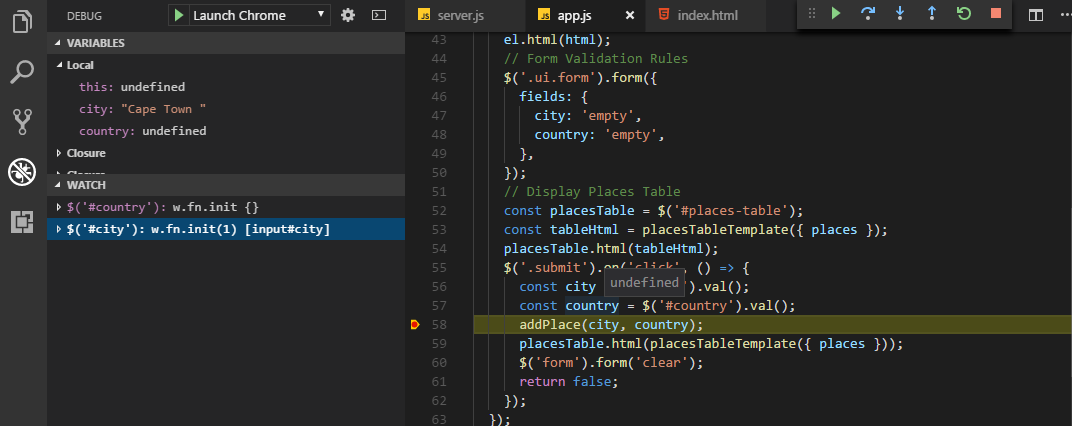 DEBUG Launch Chrome
VARIABLES
Local
this: undefined
city: "Cape Town "
country: undefined
Closure
WATCH
$('#country'): w.fn.init {}
$('#city'): w.fn.init(1) [input#city]
JS server.js JS app.js index.html
43 el.html(html);
44 // Form Validation Rules
45 $('.ui.form').form({
46 fields: {
47 city: 'empty',
48 country: 'empty',
49 },
50 });
51 // Display Places Table
52 const placesTable = $('#places-table');
53 const tableHtml = placesTableTemplate({ places });
54 placesTable.html(tableHtml);
55 $('.submit').on('click', () => {
56 const city undefined ').val();
57 const country = $('#country').val();
58 addPlace(city, country);
59 placesTable.html(placesTableTemplate({ places }));
60 $('form').form('clear');
61 return false;
62 });
63 });